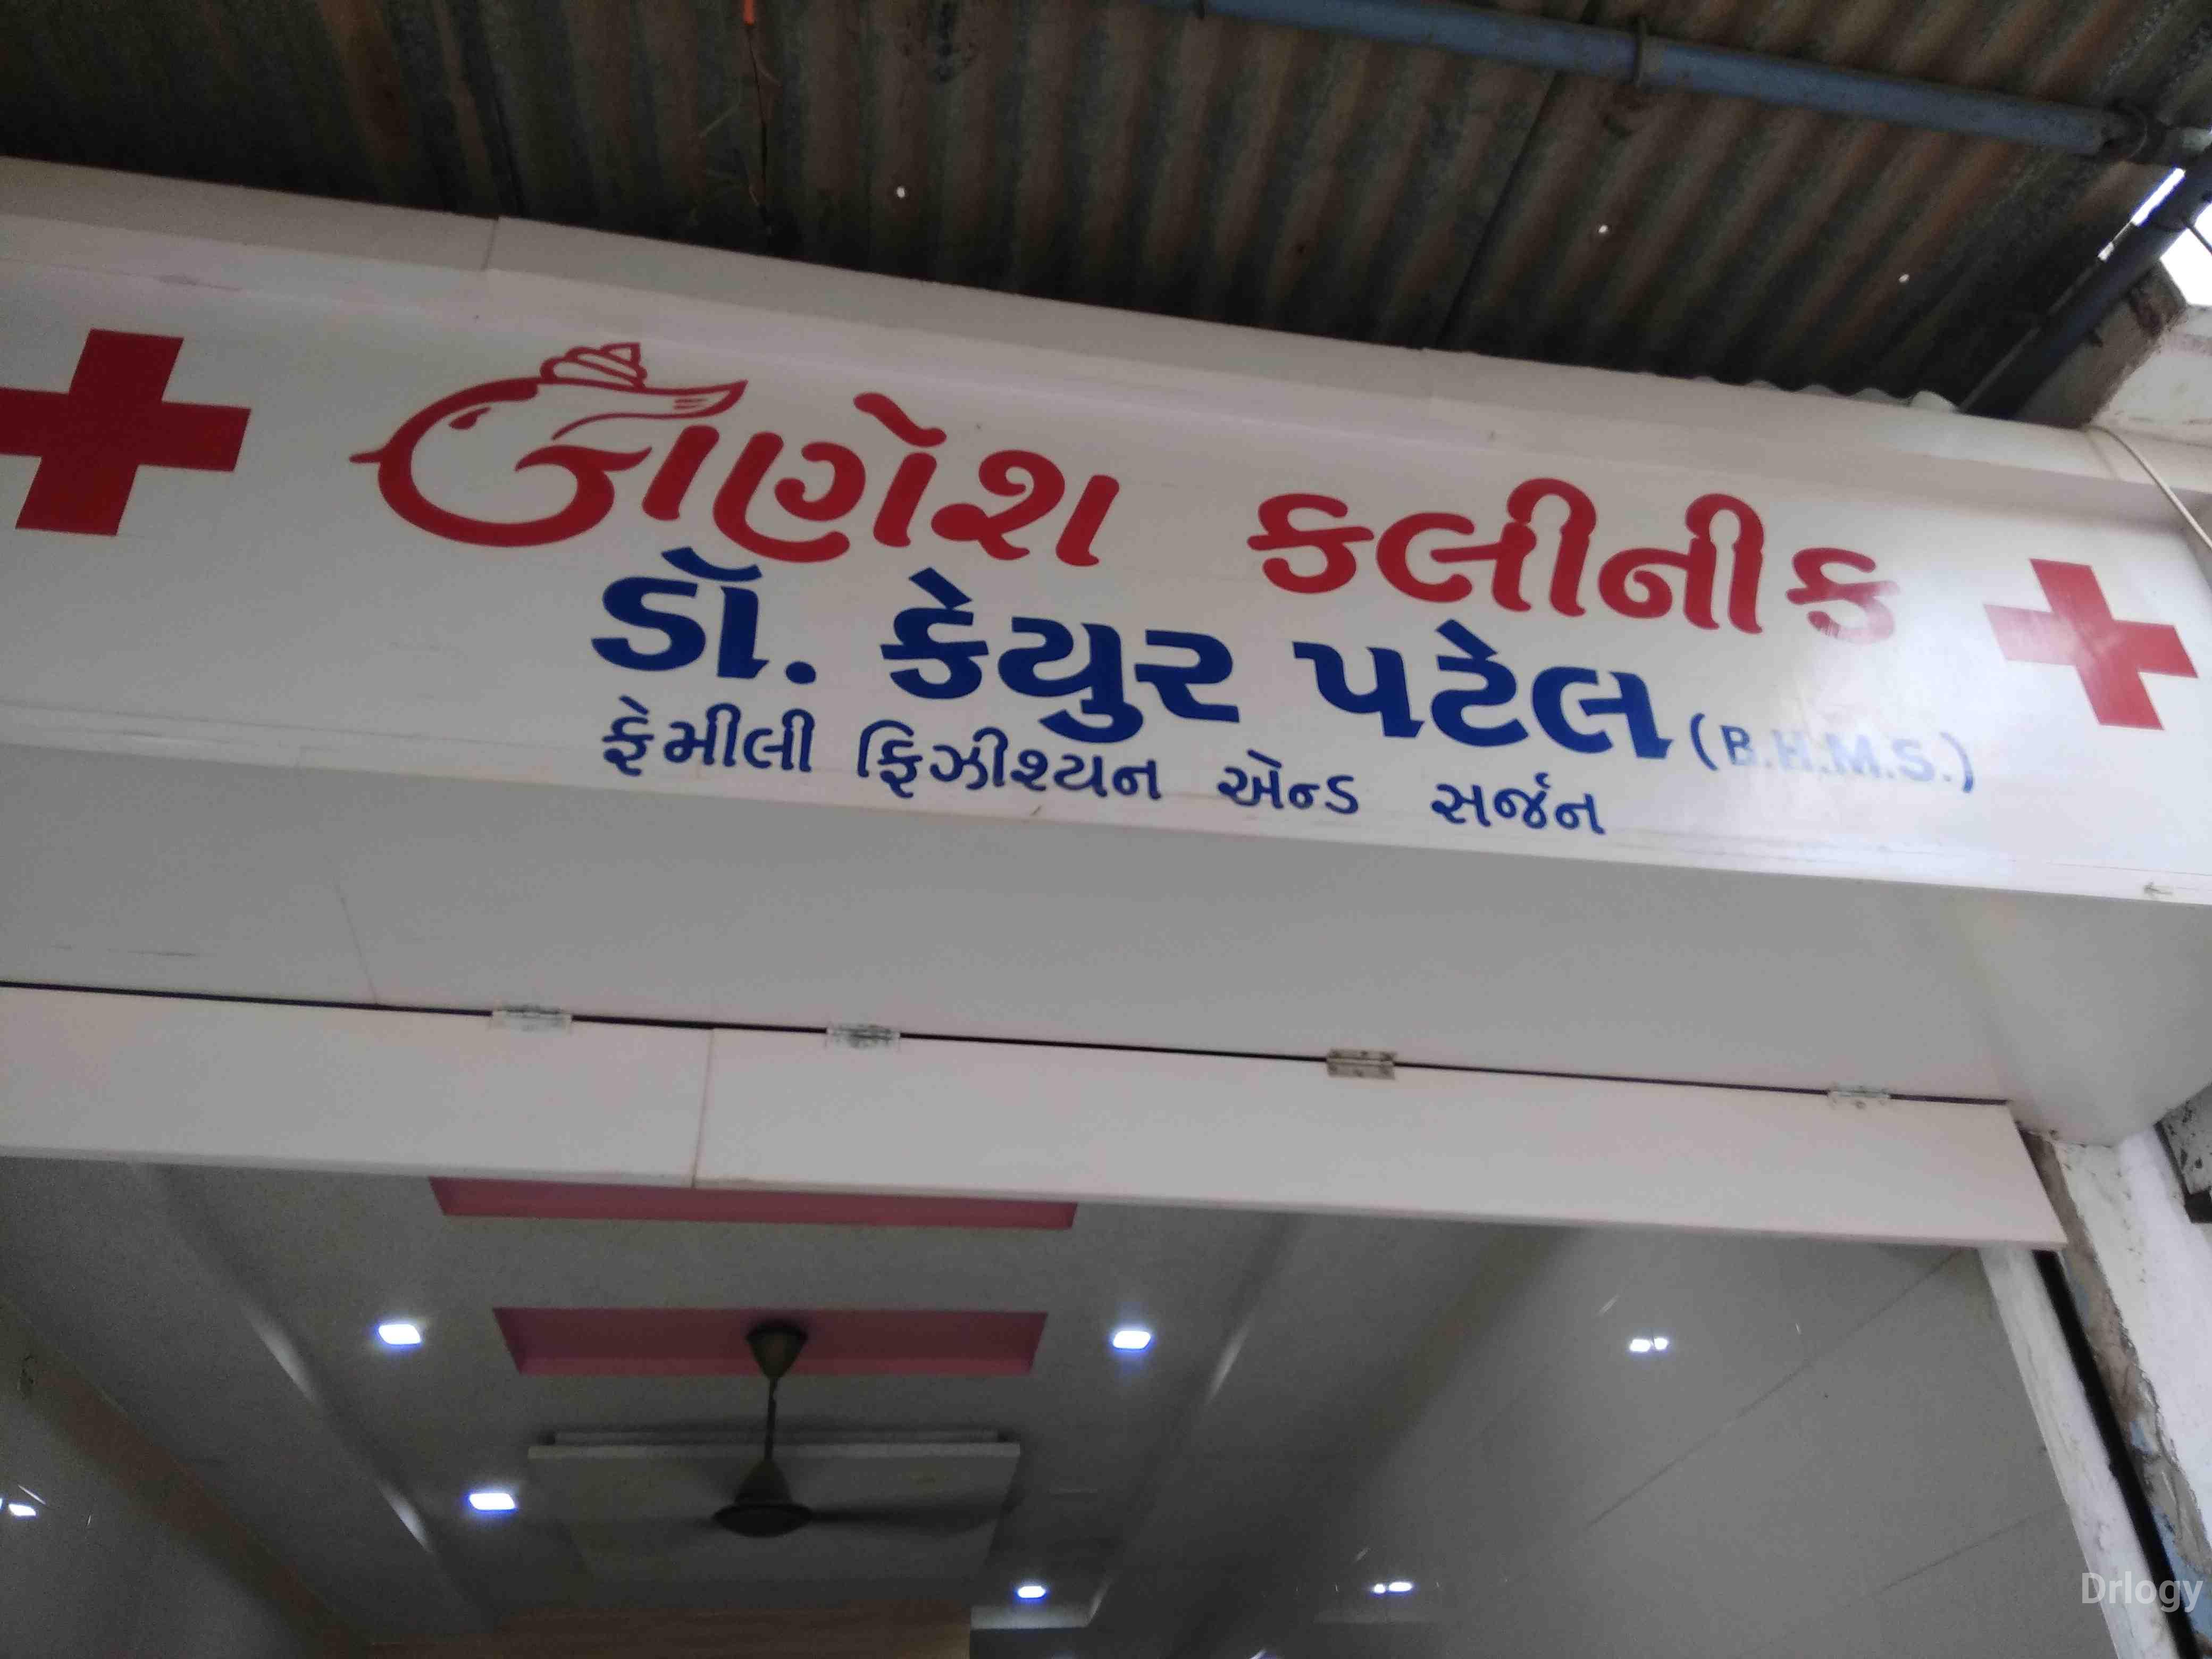 ગણેશ કલીનીક
ડૉ. કેયુર પટેલ (B.H.M.S.)
ફેમીલી ફિઝીશ્યન એન્ડ સર્જન
Drlogy